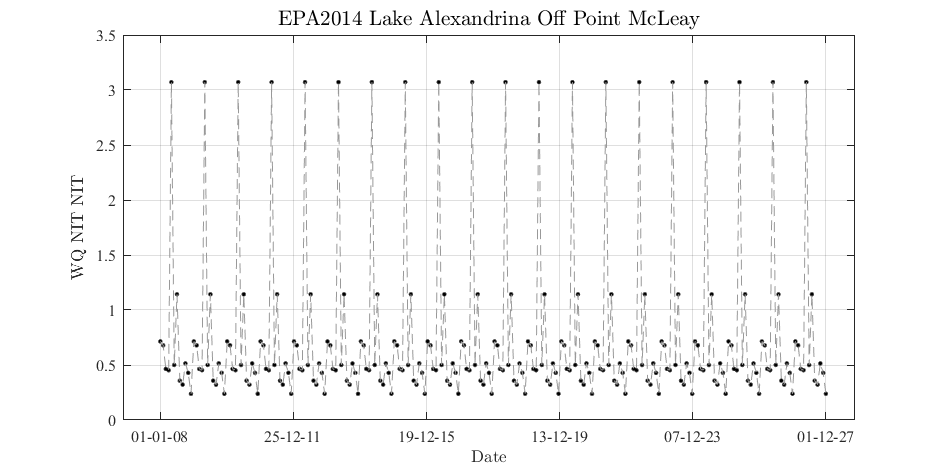 EPA2014 Lake Alexandrina Off Point McLeay
3.5
3
2.5
2
1.5
1
0.5
0
WQ NIT NIT
01-01-08 25-12-11 19-12-15 13-12-19 07-12-23 01-12-27
Date